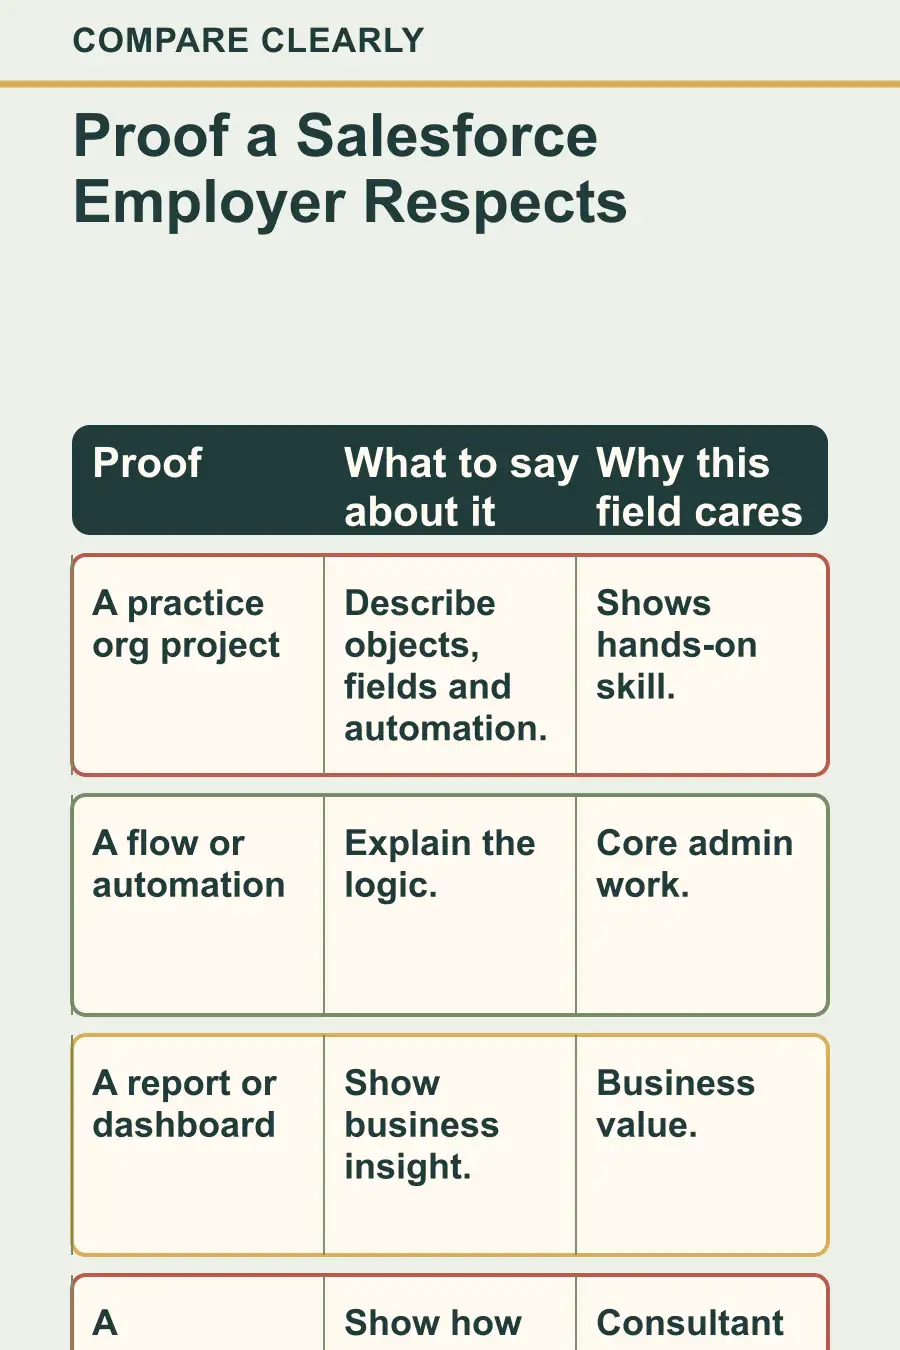 COMPARE CLEARLY
Proof a Salesforce
Employer Respects
Proof
What to say
about it
Why this
field cares
A practice
org project
Describe
objects,
fields and
automation.
Shows
hands-on
skill.
A flow or
automation
Explain the
logic.
Core admin
work.
A report or
dashboard
Show
business
insight.
Business
value.
A
Show how
Consultant